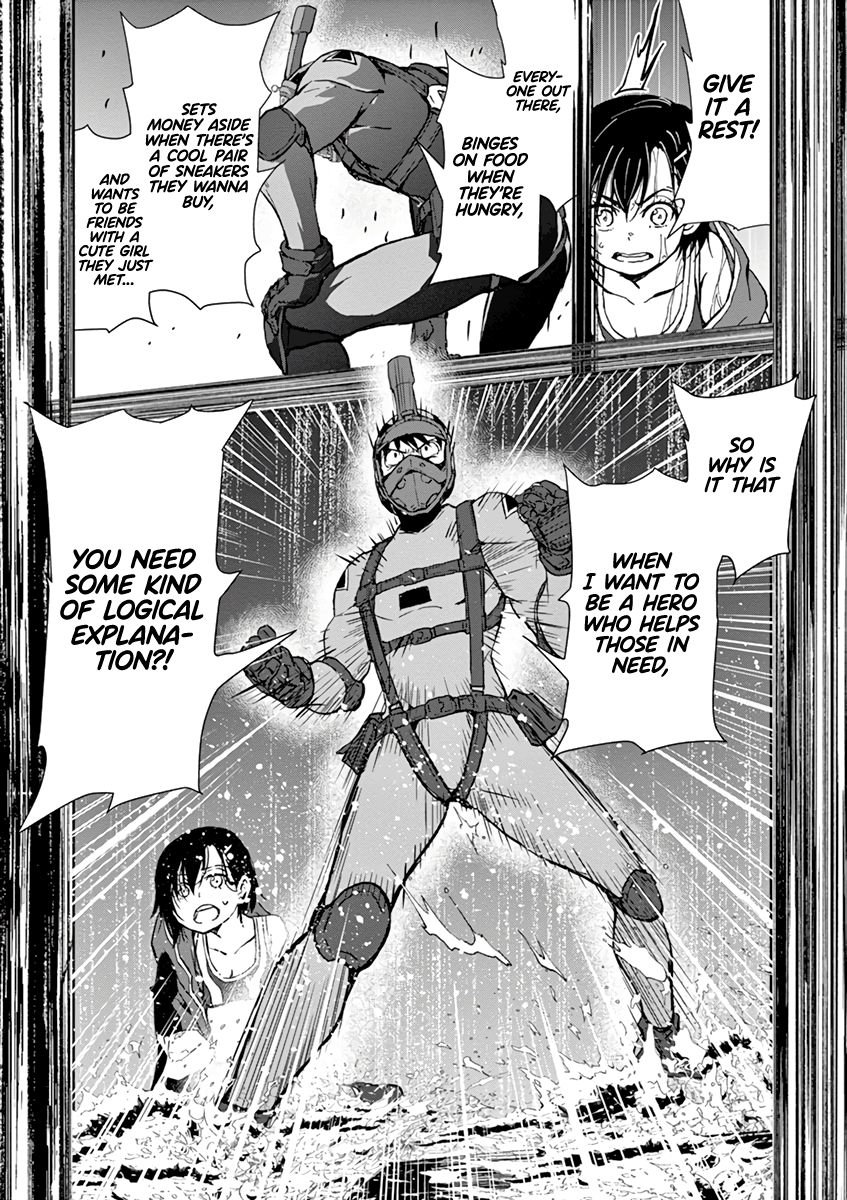 GIVE
IT A
REST!
EVERY-
ONE OUT
THERE,
BINGES
ON FOOD
WHEN
THEY'RE
HUNGRY,
SETS
MONEY ASIDE
WHEN THERE'S
A COOL PAIR
OF SNEAKERS
THEY WANNA
BUY,
AND
WANTS
TO BE
FRIENDS
WITH A
CUTE GIRL
THEY JUST
MET...
SO
WHY IS
IT THAT
WHEN
I WANT TO
BE A HERO
WHO HELPS
THOSE IN
NEED,
YOU NEED
SOME KIND
OF LOGICAL
EXPLANA-
TION?!